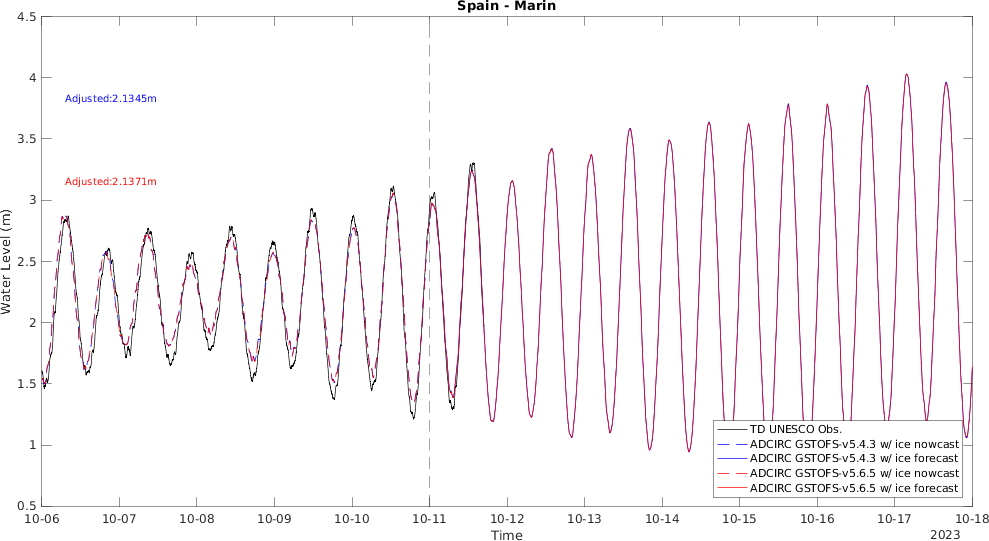 Spain - Marin
4.5
4
3.5
3
2.5
2
1.5
1
0.5
Water Level (m)
Adjusted:2.1345m
Adjusted:2.1371m
TD UNESCO Obs.
ADCIRC GSTOFS-v5.4.3 w/ ice nowcast
ADCIRC GSTOFS-v5.4.3 w/ ice forecast
ADCIRC GSTOFS-v5.6.5 w/ ice nowcast
ADCIRC GSTOFS-v5.6.5 w/ ice forecast
10-06 10-07 10-08 10-09 10-10 10-11 10-12 10-13 10-14 10-15 10-16 10-17 10-18
Time
2023